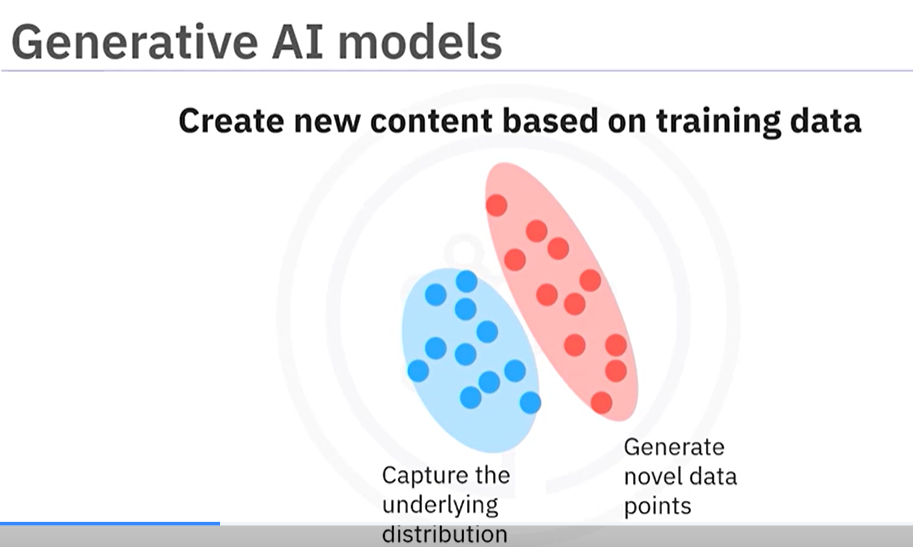 Generative AI models
Create new content based on training data
Capture the
underlying
distribution
Generate
novel data
points